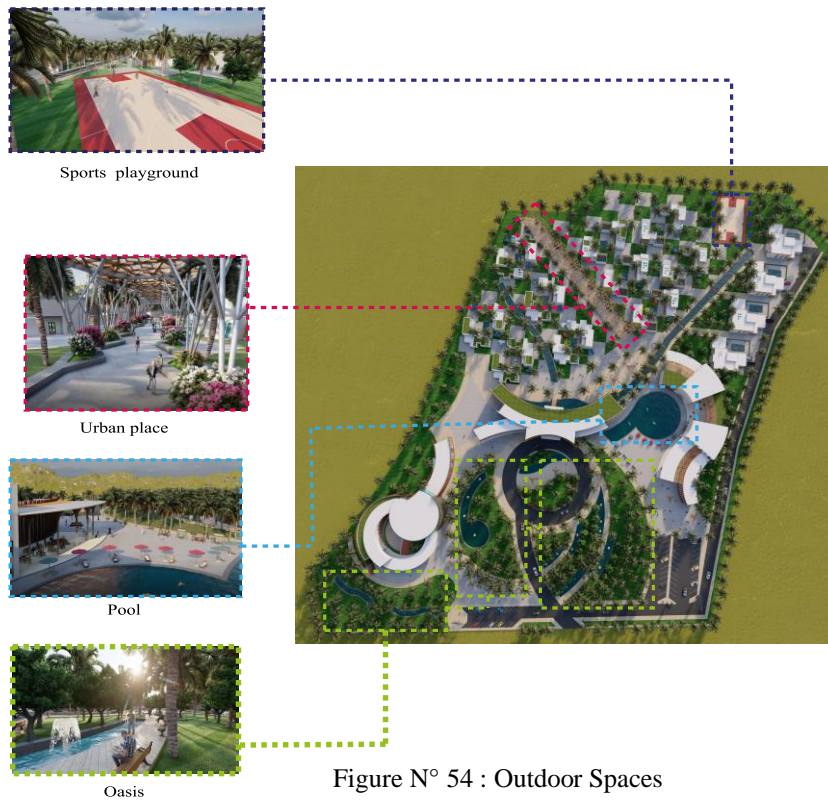 Sports playground
Urban place
Pool
Oasis
Figure N° 54 : Outdoor Spaces